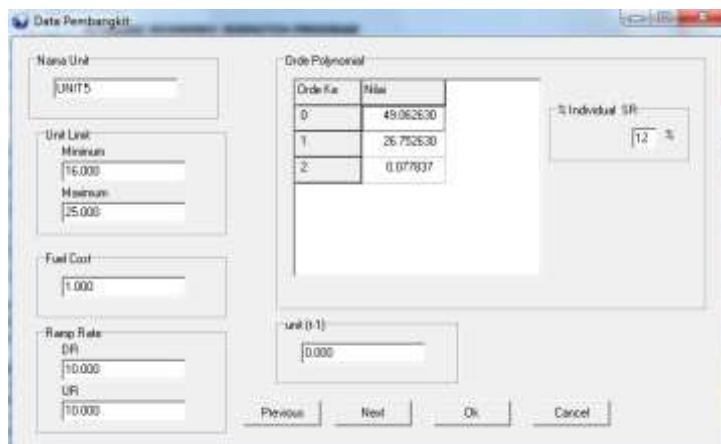 Data Pembangkit
Nama Unit
UNIT5
Unit Limit
Minimum
16.000
Maximum
25.000
Fuel Cost
1.000
Ramp Rate
DR
10.000
UR
10.000
Orde Polynomial
Orde Ke Nilai
0 49.062630
1 26.752630
2 0.077837
% Individual SR
12 %
unit (t-1)
0.000
Previous Next Ok Cancel